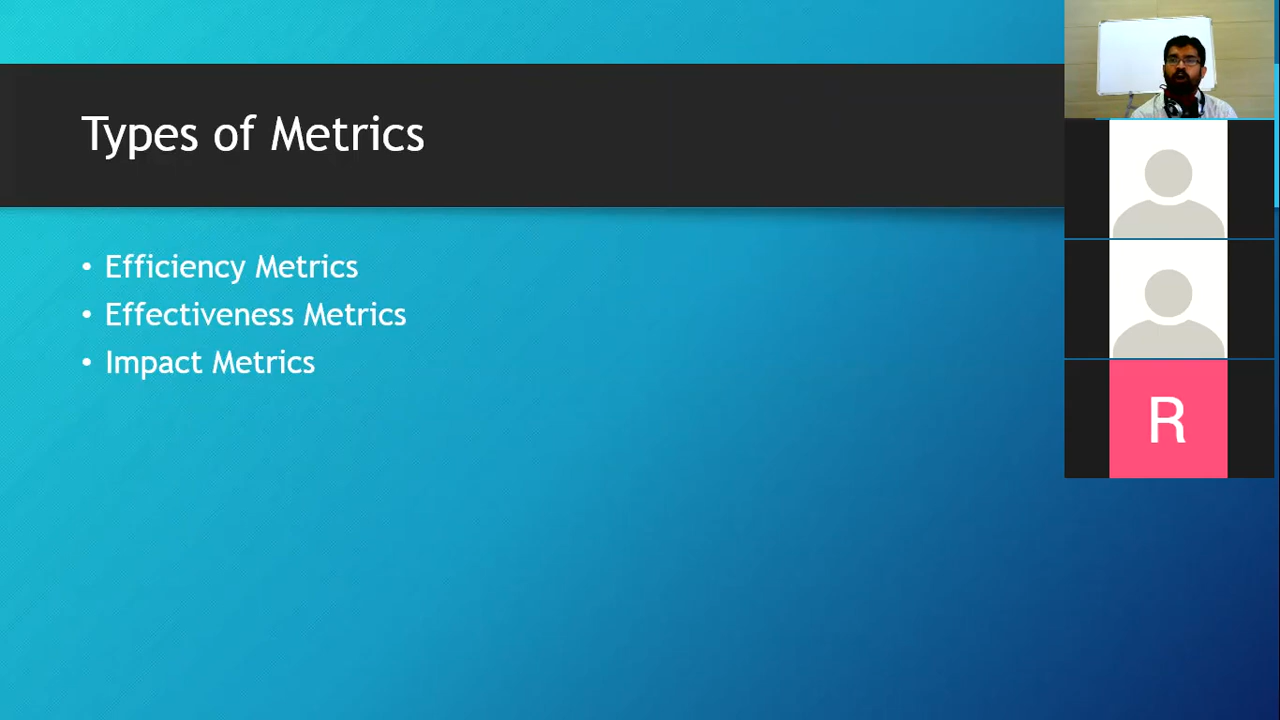 Types of Metrics
• Efficiency Metrics
• Effectiveness Metrics
• Impact Metrics
R